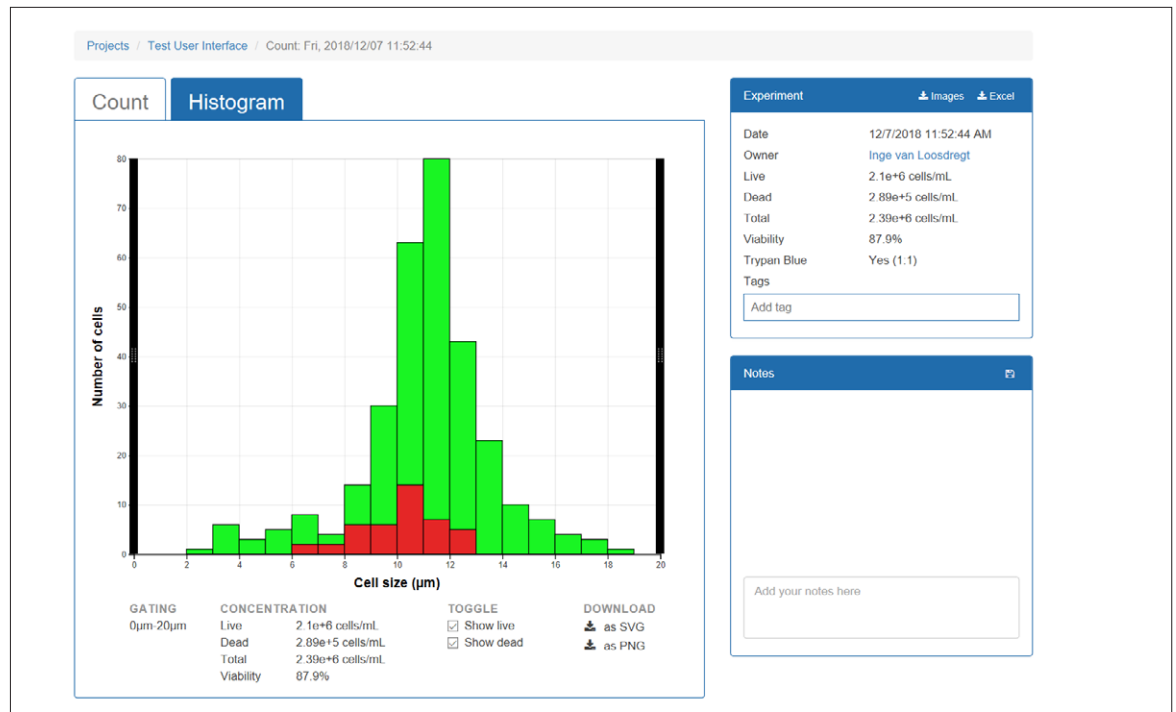 Projects / Test User Interface / Count: Fri, 2018/12/07 11:52:44
Count Histogram
80
70
60
50
40
30
20
10
0
Number of cells
0 2 4 6 8 10 12 14 16 18 20
Cell size (µm)
GATING
0µm-20µm
CONCENTRATION
Live 2.1e+6 cells/mL
Dead 2.89e+5 cells/mL
Total 2.39e+6 cells/mL
Viability 87.9%
TOGGLE
Show live
Show dead
DOWNLOAD
as SVG
as PNG
Experiment Images Excel
Date 12/7/2018 11:52:44 AM
Owner Inge van Loosdregt
Live 2.1e+6 cells/mL
Dead 2.89e+5 cells/mL
Total 2.39e+6 cells/mL
Viability 87.9%
Trypan Blue Yes (1.1)
Tags
Add tag
Notes
Add your notes here